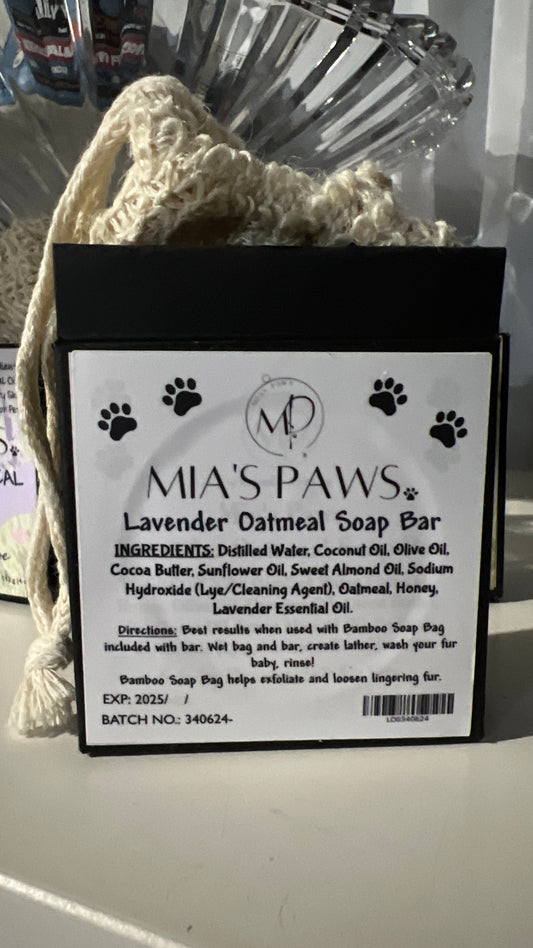 MIA'S PAWS
MP
MIA'S PAWS
Lavender Oatmeal Soap Bar
INGREDIENTS: Distilled Water, Coconut Oil, Olive Oil,
Cocoa Butter, Sunflower Oil, Sweet Almond Oil, Sodium
Hydroxide (Lye/Cleaning Agent), Oatmeal, Honey,
Lavender Essential Oil.
Directions: Best results when used with Bamboo Soap Bag
included with bar. Wet bag and bar, create lather, wash your fur
baby, rinse!
Bamboo Soap Bag helps exfoliate and loosen lingering fur.
EXP: 2025/ /
BATCH NO.: 340624-
LOS340624